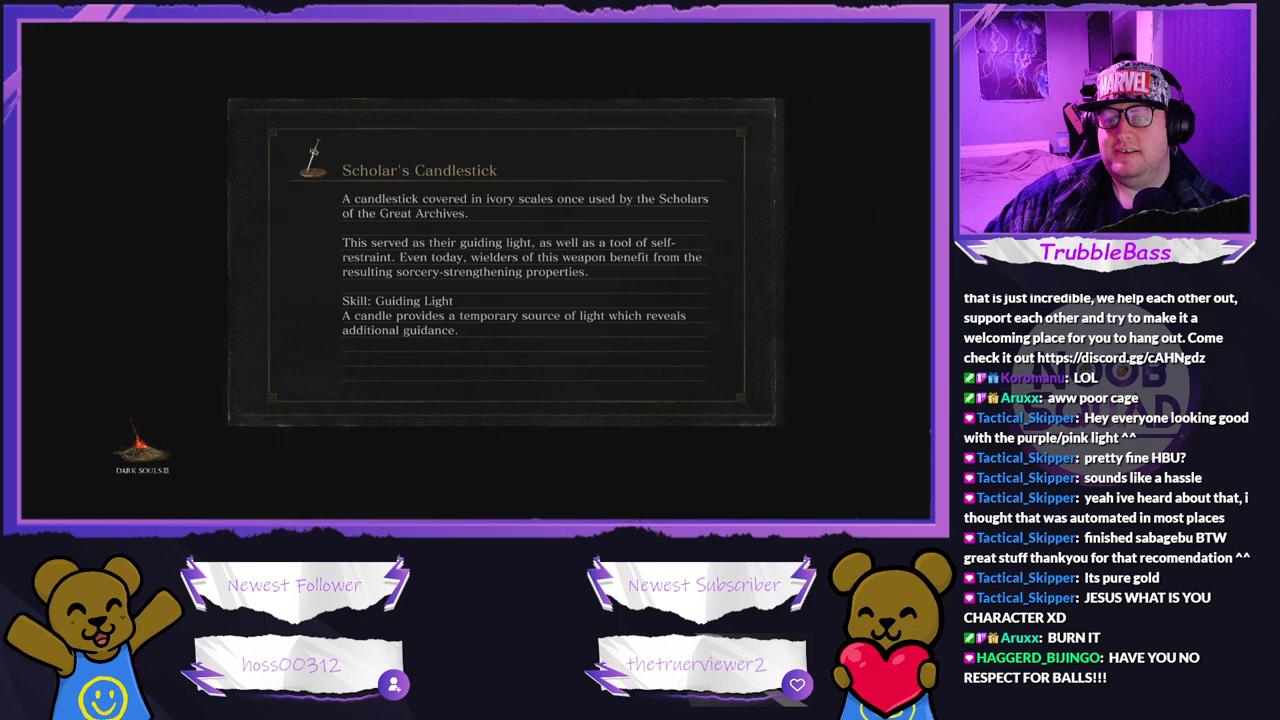 Scholar's Candlestick
A candlestick covered in ivory scales once used by the Scholars
of the Great Archives.
This served as their guiding light, as well as a tool of self-
restraint. Even today, wielders of this weapon benefit from the
resulting sorcery-strengthening properties.
Skill: Guiding Light
A candle provides a temporary source of light which reveals
additional guidance.
DARK SOULS III
MARVEL
TrubbleBass
that is just incredible, we help each other out,
support each other and try to make it a
welcoming place for you to hang out. Come
check it out https://discord.gg/cAHNgdz
Koromanu: LOL
Aruxx: aww poor cage
Tactical_Skipper: Hey everyone looking good
with the purple/pink light ^^
Tactical_Skipper: pretty fine HBU?
Tactical_Skipper: sounds like a hassle
Tactical_Skipper: yeah ive heard about that, i
thought that was automated in most places
Tactical_Skipper: finished sabagebu BTW
great stuff thankyou for that recomendation ^^
Tactical_Skipper: Its pure gold
Tactical_Skipper: JESUS WHAT IS YOU
CHARACTER XD
Aruxx: BURN IT
HAGGERD_BIJINGO: HAVE YOU NO
RESPECT FOR BALLS!!!
NOOB
SQUAD
Newest Follower
hoss00312
Newest Subscriber
thetruerviewer2